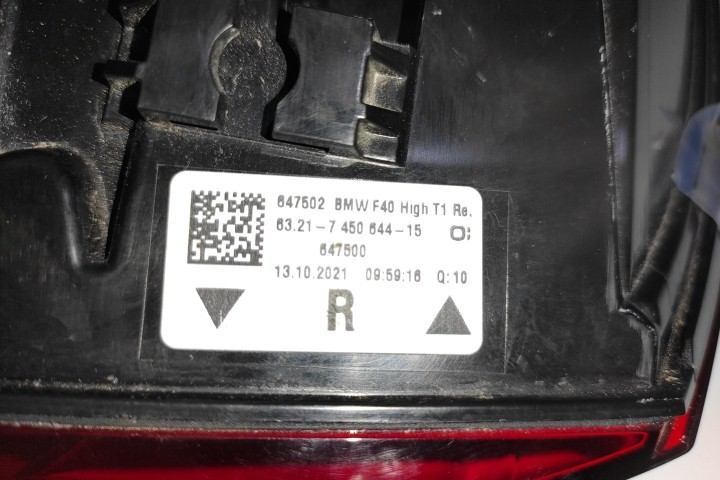 647502 BMW F40 High T1 Re.
63.21-7 450 644-15
647500
13.10.2021 09:59:16 Q:10
R